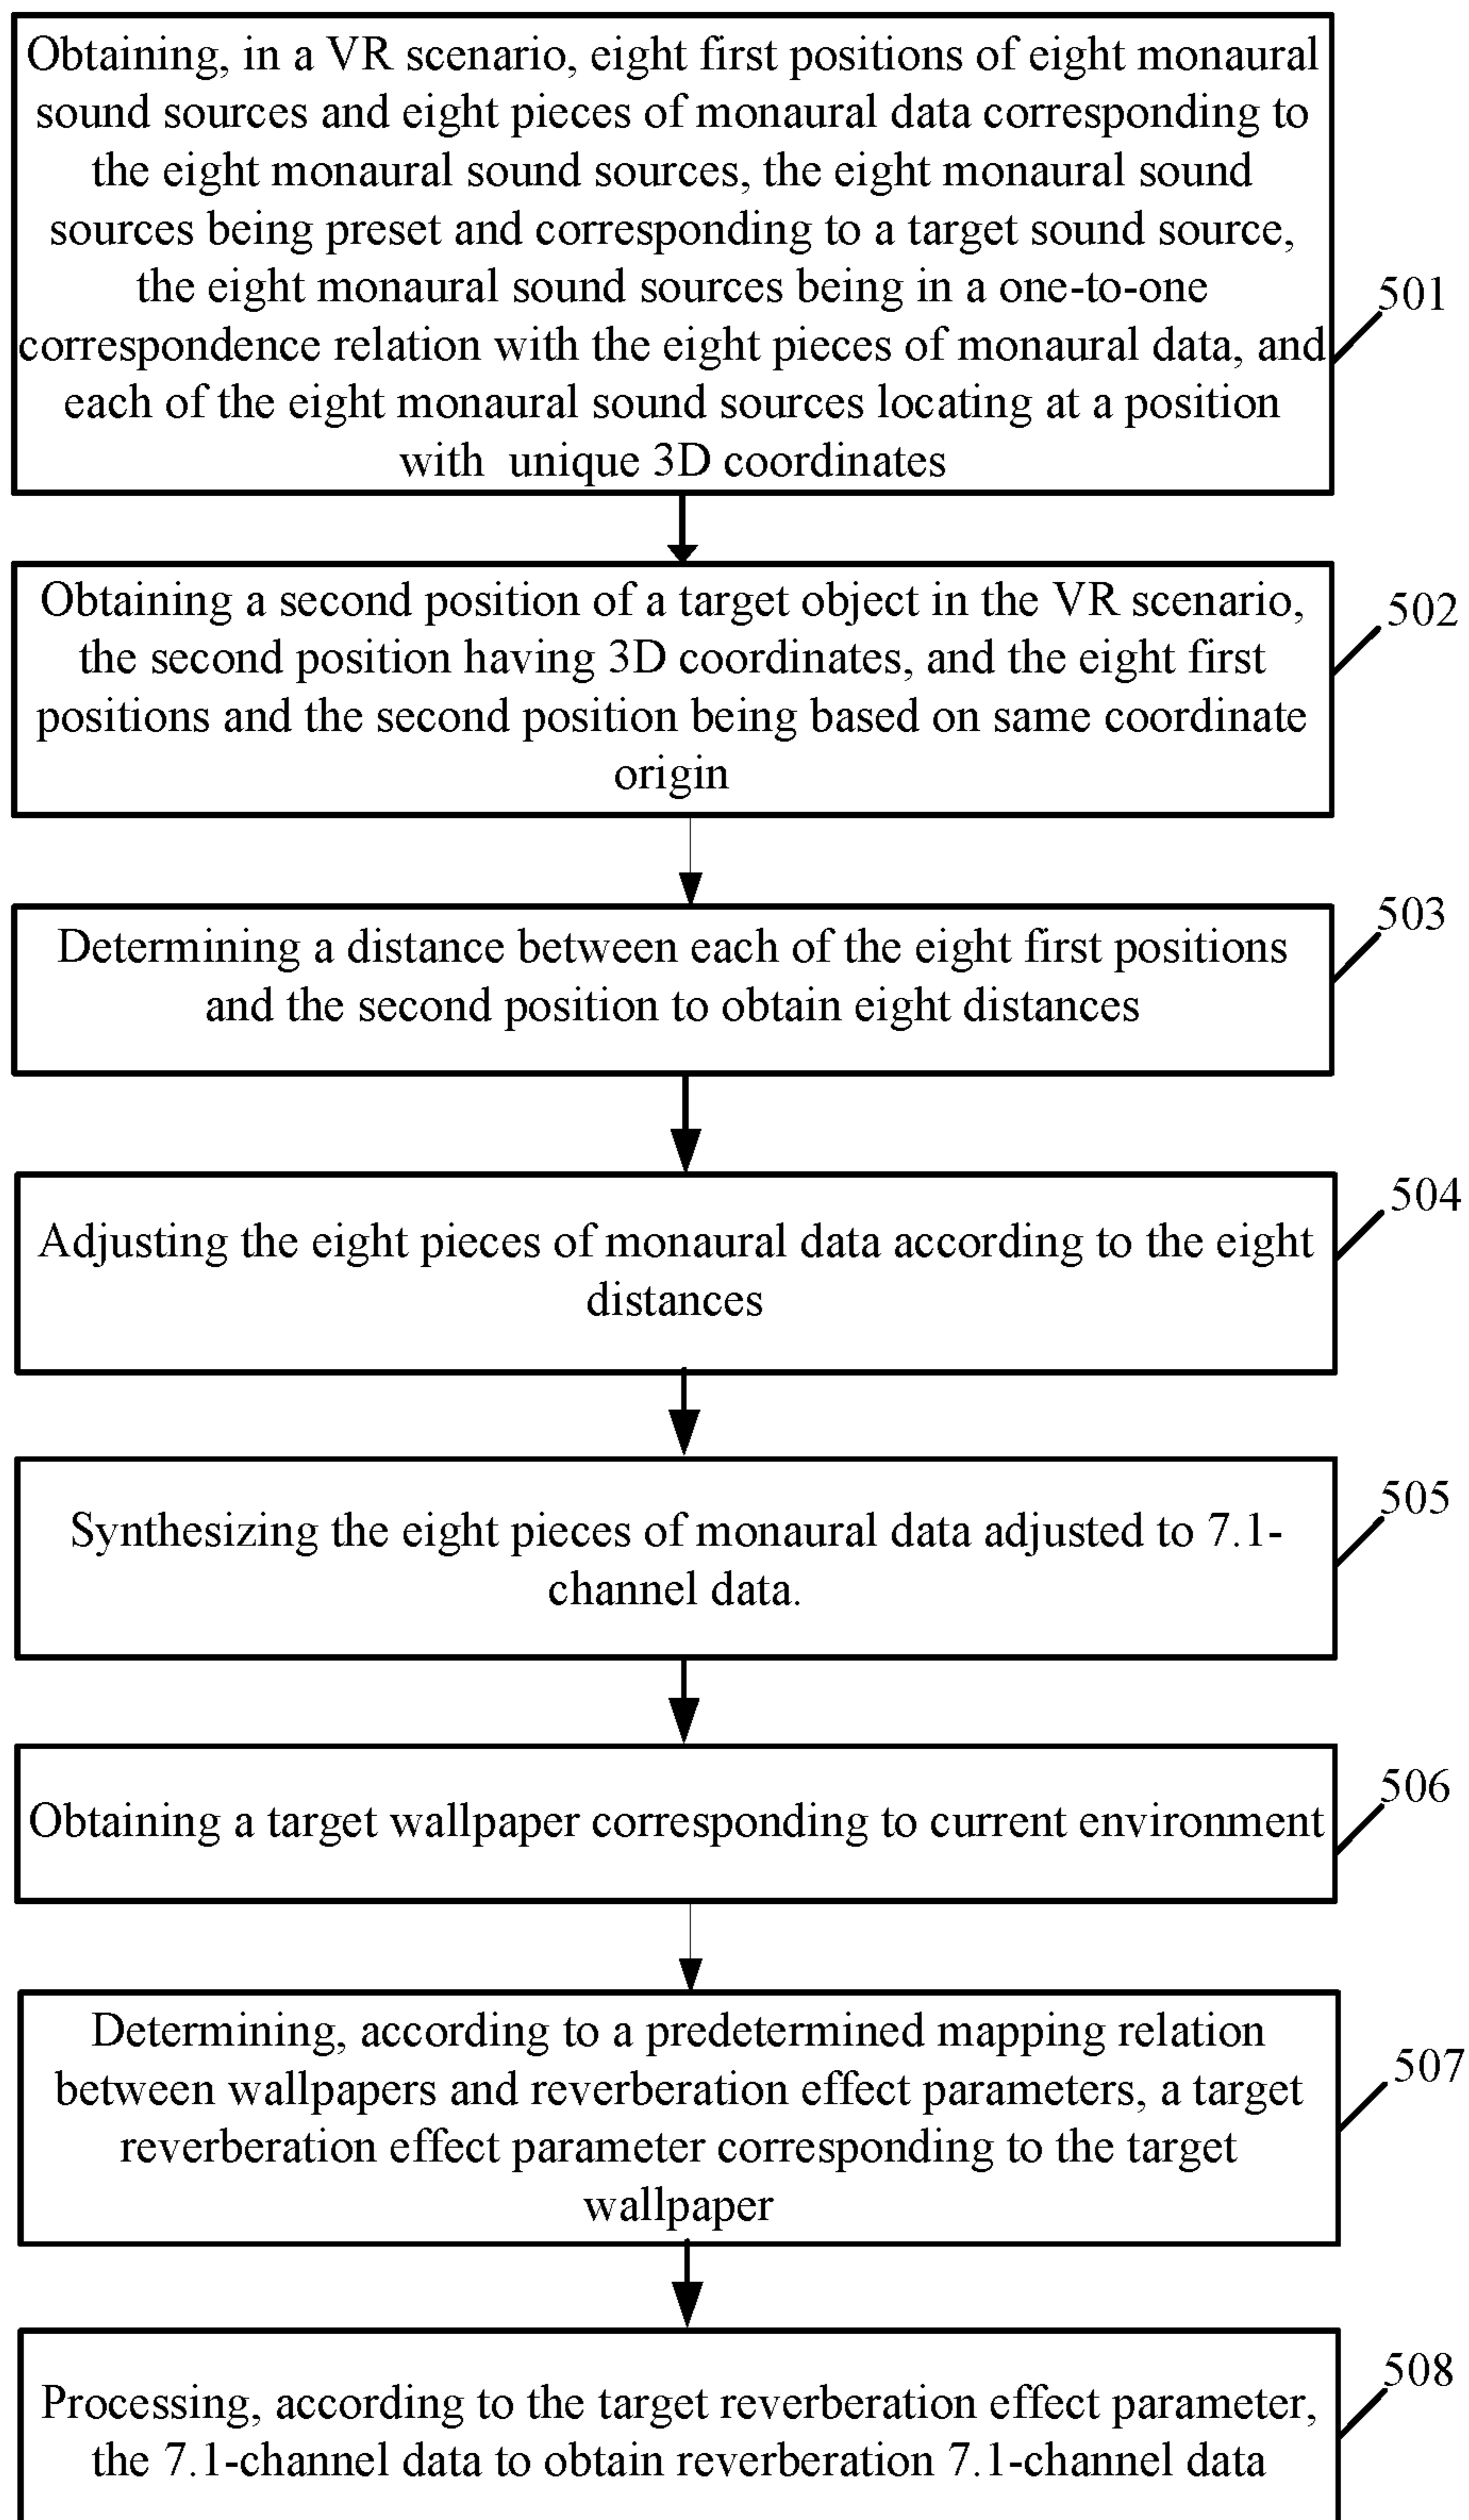 Obtaining, in a VR scenario, eight first positions of eight monaural
sound sources and eight pieces of monaural data corresponding to
the eight monaural sound sources, the eight monaural sound
sources being preset and corresponding to a target sound source,
the eight monaural sound sources being in a one-to-one
correspondence relation with the eight pieces of monaural data, and
each of the eight monaural sound sources locating at a position
with unique 3D coordinates
501
Obtaining a second position of a target object in the VR scenario,
the second position having 3D coordinates, and the eight first
positions and the second position being based on same coordinate
origin
502
Determining a distance between each of the eight first positions
and the second position to obtain eight distances
503
Adjusting the eight pieces of monaural data according to the eight
distances
504
Synthesizing the eight pieces of monaural data adjusted to 7.1-
channel data.
505
Obtaining a target wallpaper corresponding to current environment
506
Determining, according to a predetermined mapping relation
between wallpapers and reverberation effect parameters, a target
reverberation effect parameter corresponding to the target
wallpaper
507
Processing, according to the target reverberation effect parameter,
the 7.1-channel data to obtain reverberation 7.1-channel data
508